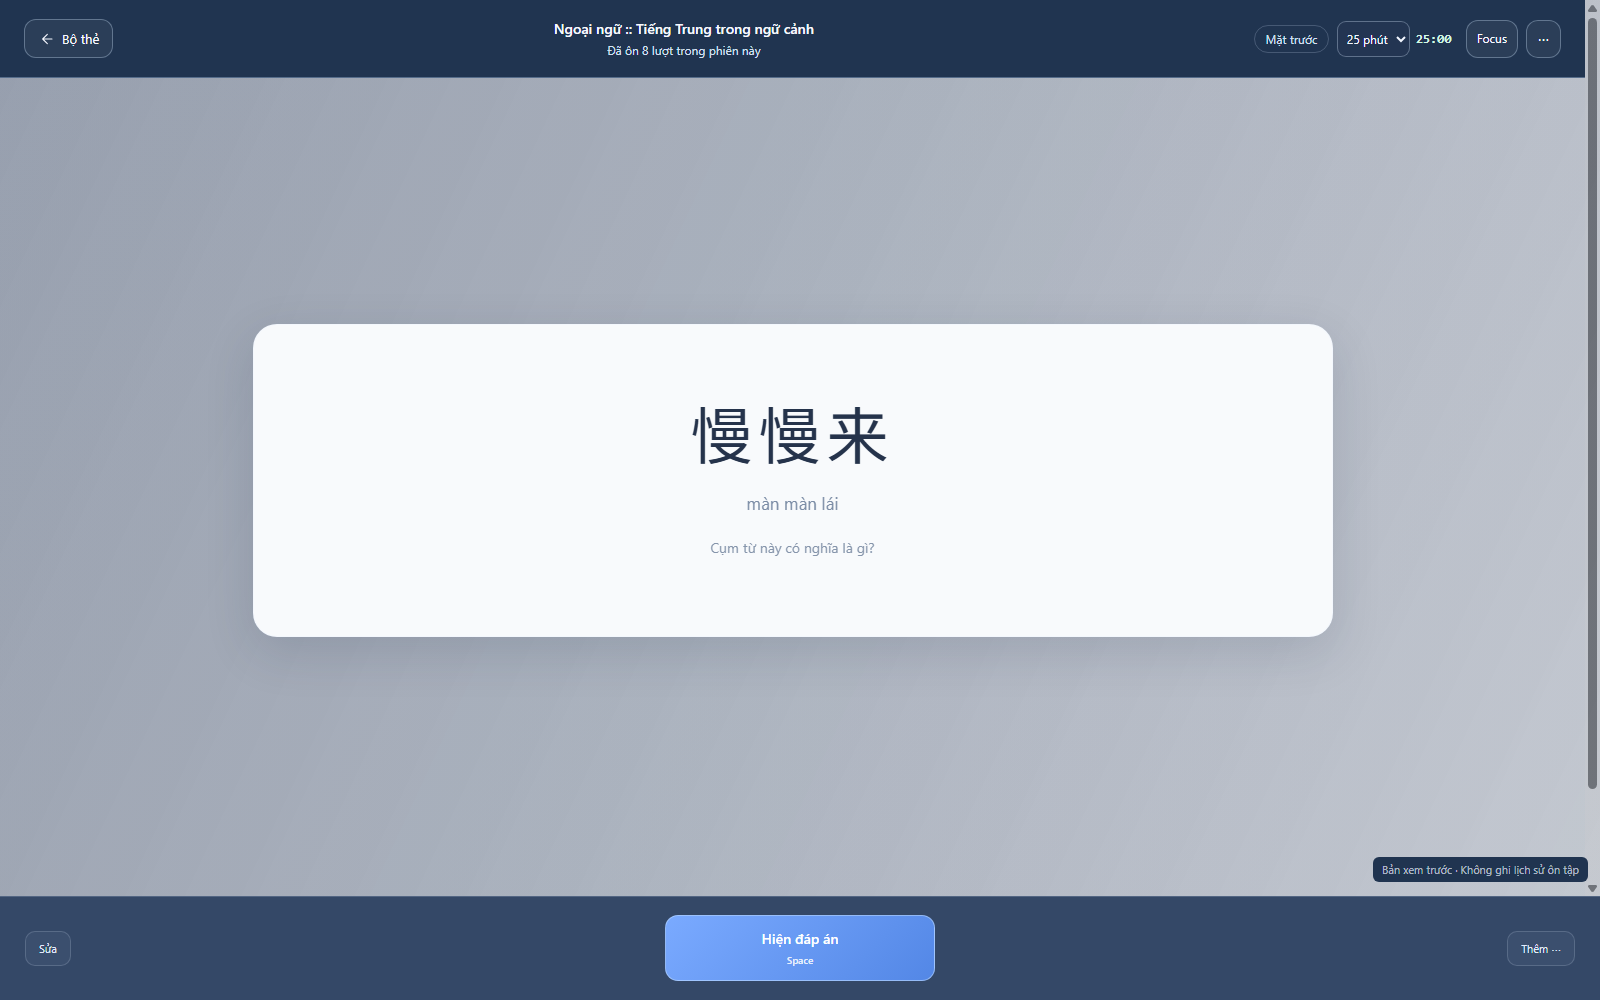 Bộ thẻ
Ngoại ngữ :: Tiếng Trung trong ngữ cảnh
Đã ôn 8 lượt trong phiên này
Mặt trước
25 phút
25:00
Focus
...
慢慢来
màn màn lái
Cụm từ này có nghĩa là gì?
Bản xem trước · Không ghi lịch sử ôn tập
Sửa
Hiện đáp án
Space
Thêm ...